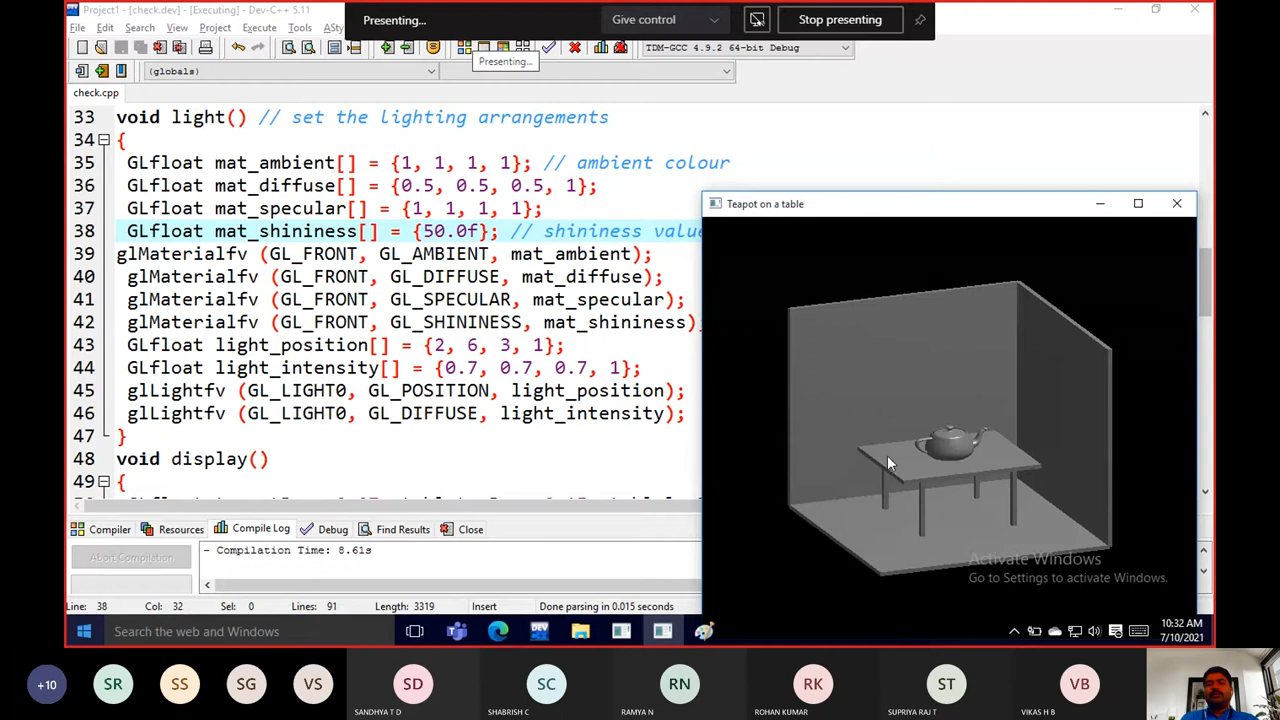 Project1 - [check.dev] - [Executing] - Dev-C++ 5.11
Presenting...
Give control
Stop presenting
File Edit Search View Project Execute Tools AStyle
TDM-GCC 4.9.2 64-bit Debug
Presenting...
(globals)
check.cpp
33 void light() // set the lighting arrangements
34 {
35 GLfloat mat_ambient[] = {1, 1, 1, 1}; // ambient colour
36 GLfloat mat_diffuse[] = {0.5, 0.5, 0.5, 1};
37 GLfloat mat_specular[] = {1, 1, 1, 1};
38 GLfloat mat_shininess[] = {50.0f}; // shininess value
39 glMaterialfv (GL_FRONT, GL_AMBIENT, mat_ambient);
40 glMaterialfv (GL_FRONT, GL_DIFFUSE, mat_diffuse);
41 glMaterialfv (GL_FRONT, GL_SPECULAR, mat_specular);
42 glMaterialfv (GL_FRONT, GL_SHININESS, mat_shininess);
43 GLfloat light_position[] = {2, 6, 3, 1};
44 GLfloat light_intensity[] = {0.7, 0.7, 0.7, 1};
45 glLightfv (GL_LIGHT0, GL_POSITION, light_position);
46 glLightfv (GL_LIGHT0, GL_DIFFUSE, light_intensity);
47 }
48 void display()
49 {
Teapot on a table
Activate Windows
Go to Settings to activate Windows.
Compiler Resources Compile Log Debug Find Results Close
Abort Compilation
- Compilation Time: 8.61s
Line: 38 Col: 32 Sel: 0 Lines: 91 Length: 3319 Insert Done parsing in 0.015 seconds
Search the web and Windows
DEV
10:32 AM
7/10/2021
+10 SR SS SG VS SD SC RN RK ST VB
SANDHYA T D SHABRISH C RAMYA N ROHAN KUMAR SUPRIYA RAJ T VIKAS H B